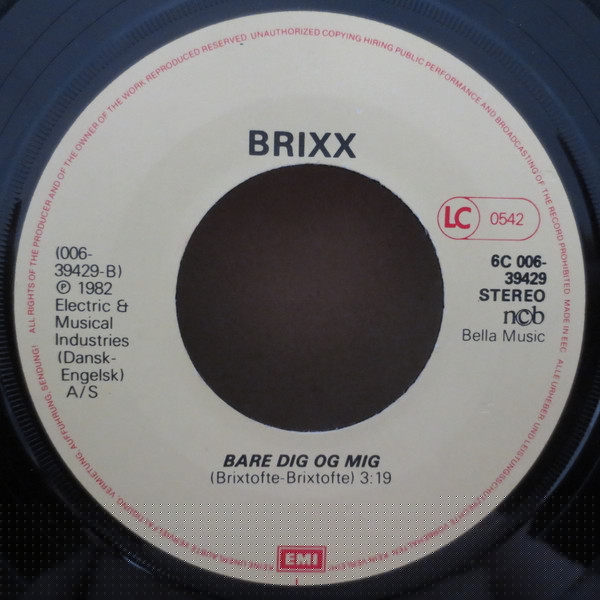 BRIXX
LC 0542
6C 006-
39429
STEREO
n©b
Bella Music
(006-
39429-B)
℗ 1982
Electric &
Musical
Industries
(Dansk-
Engelsk)
A/S
BARE DIG OG MIG
(Brixtofte-Brixtofte) 3:19
EMI
ALL RIGHTS OF THE PRODUCER AND OF THE OWNER OF THE WORK REPRODUCED RESERVED. UNAUTHORIZED COPYING HIRING PUBLIC PERFORMANCE AND BROADCASTING OF THE RECORD PROHIBITED. MADE IN EEC ALLE URHEBER- UND LEISTUNGSSCHUTZRECHTE VORBEHALTEN KEIN VERLEIH! KEINE UNERLAUBTE VERVIELFÄLTIGUNG, VERMIETUNG, AUFFÜHRUNG, SENDUNG!